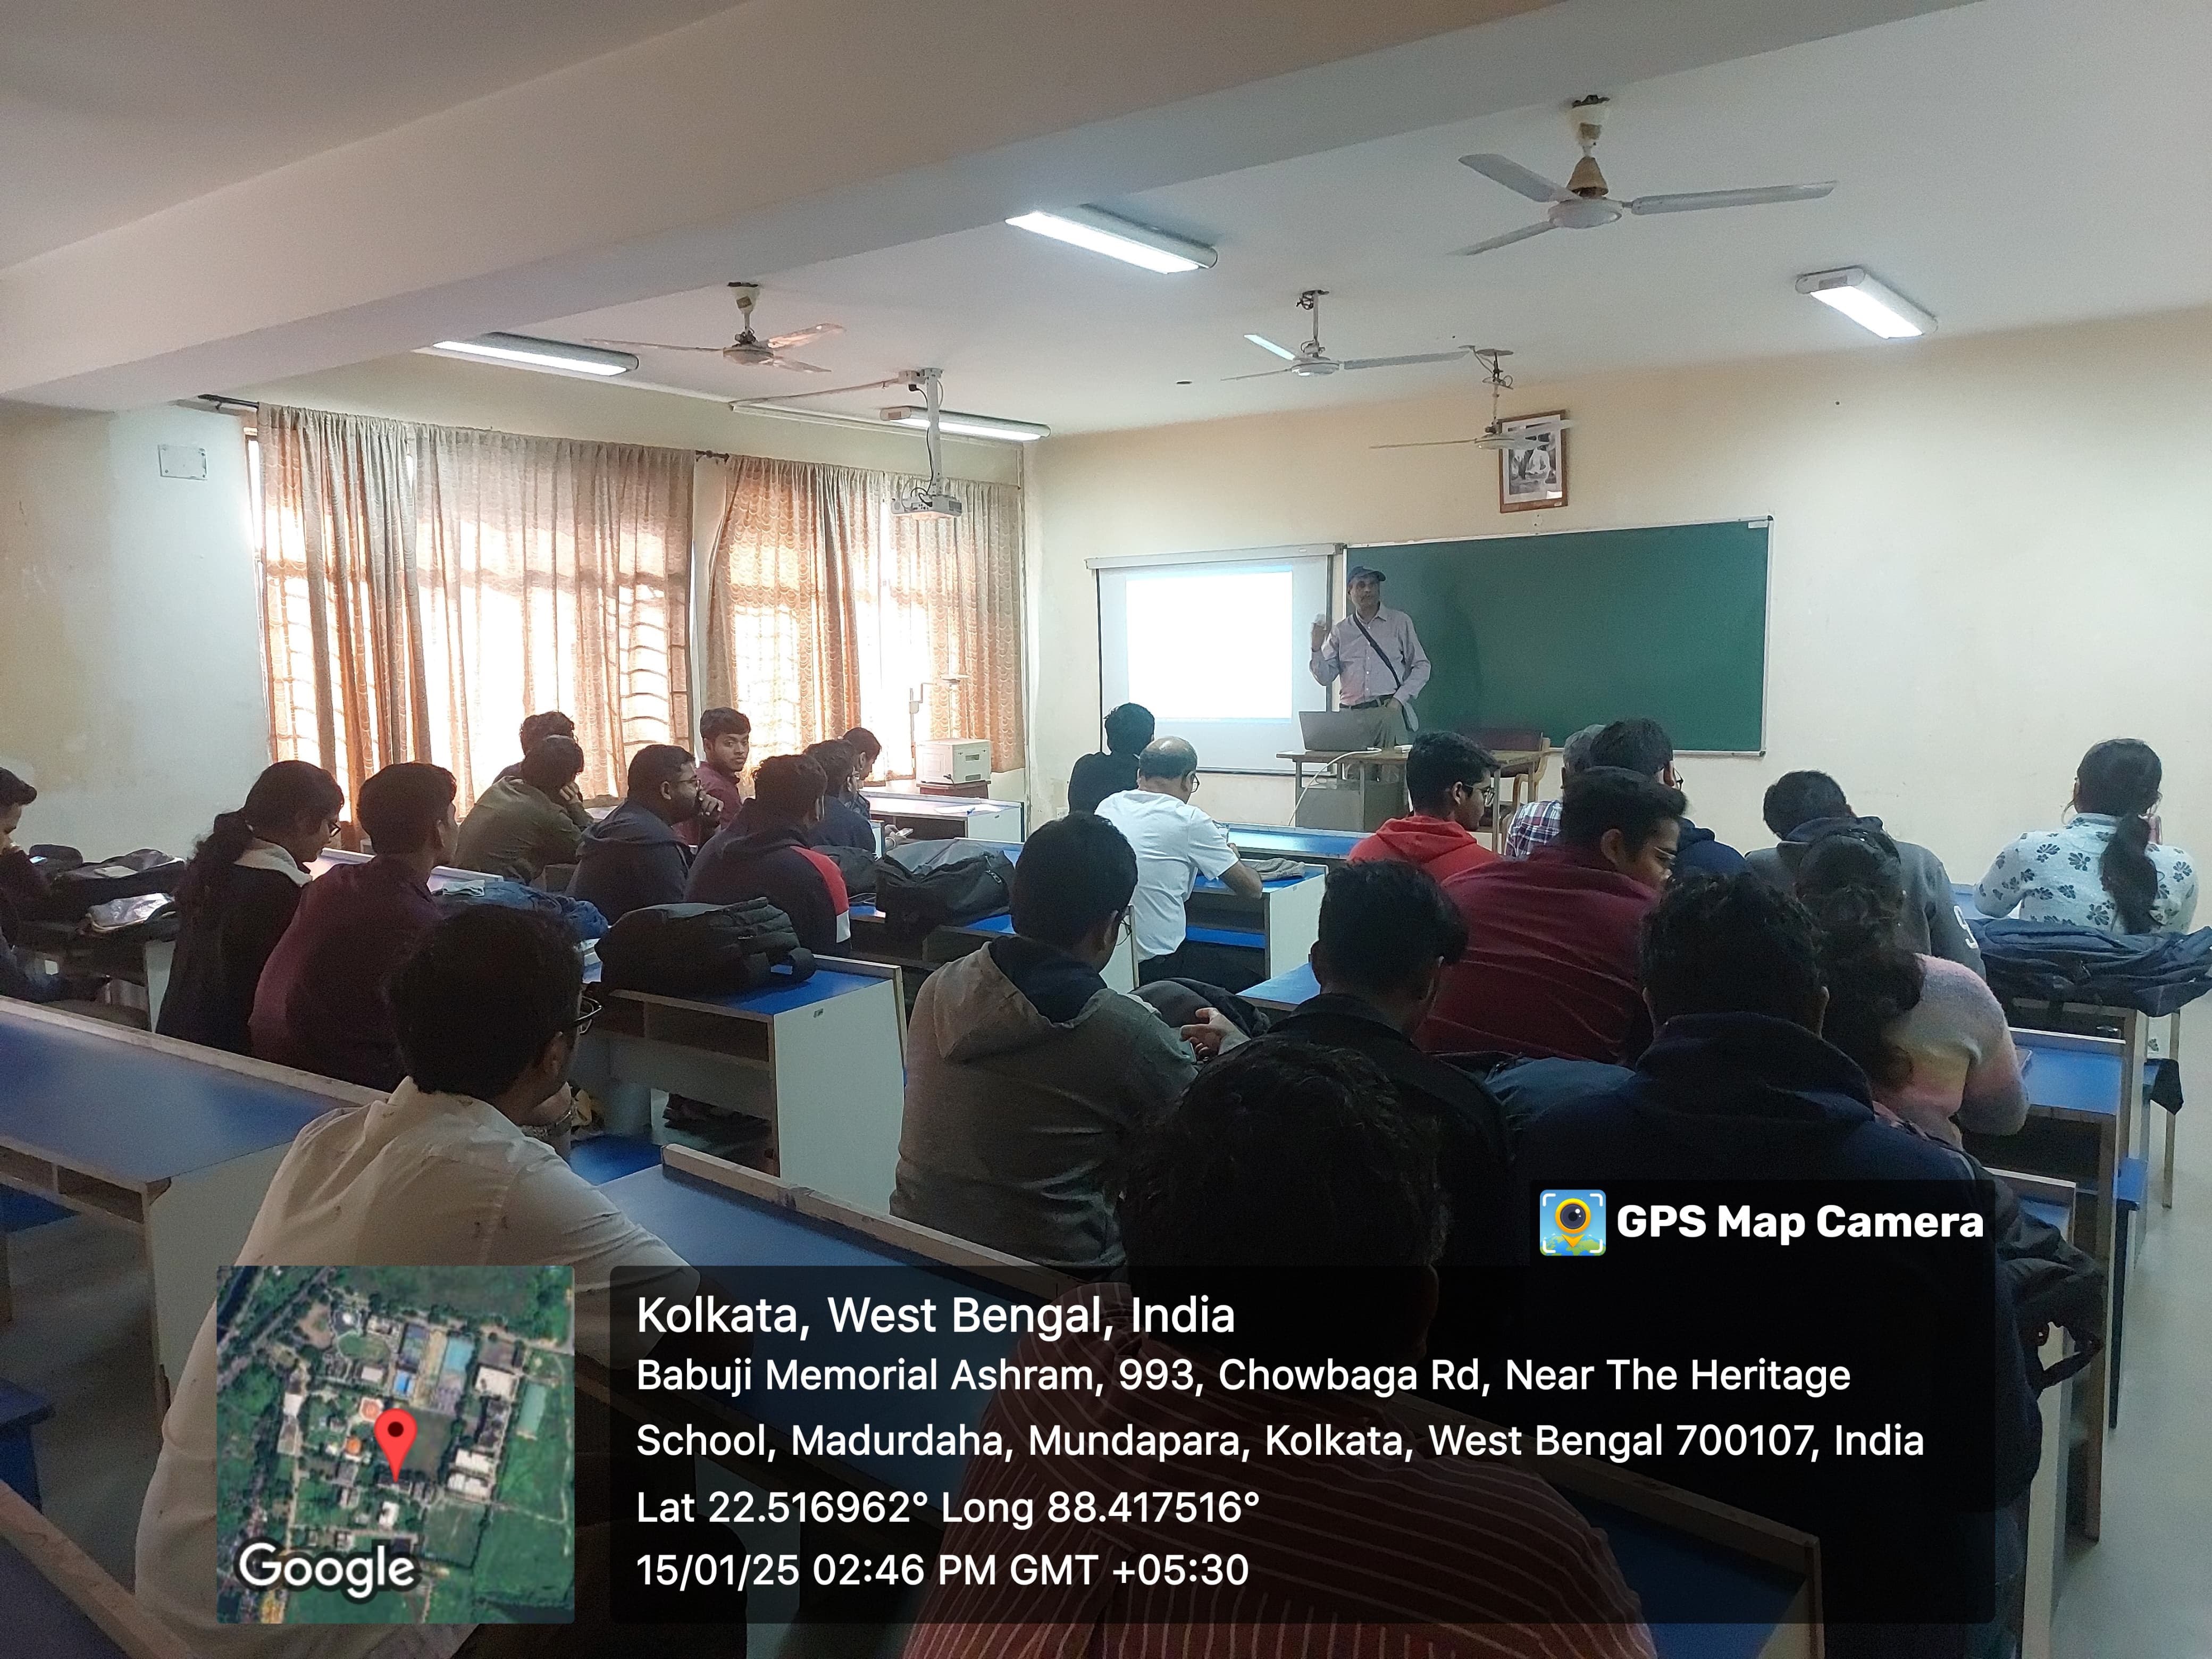 GPS Map Camera
Kolkata, West Bengal, India
Babuji Memorial Ashram, 993, Chowbaga Rd, Near The Heritage
School, Madurdaha, Mundapara, Kolkata, West Bengal 700107, India
Lat 22.516962° Long 88.417516°
15/01/25 02:46 PM GMT +05:30
Google